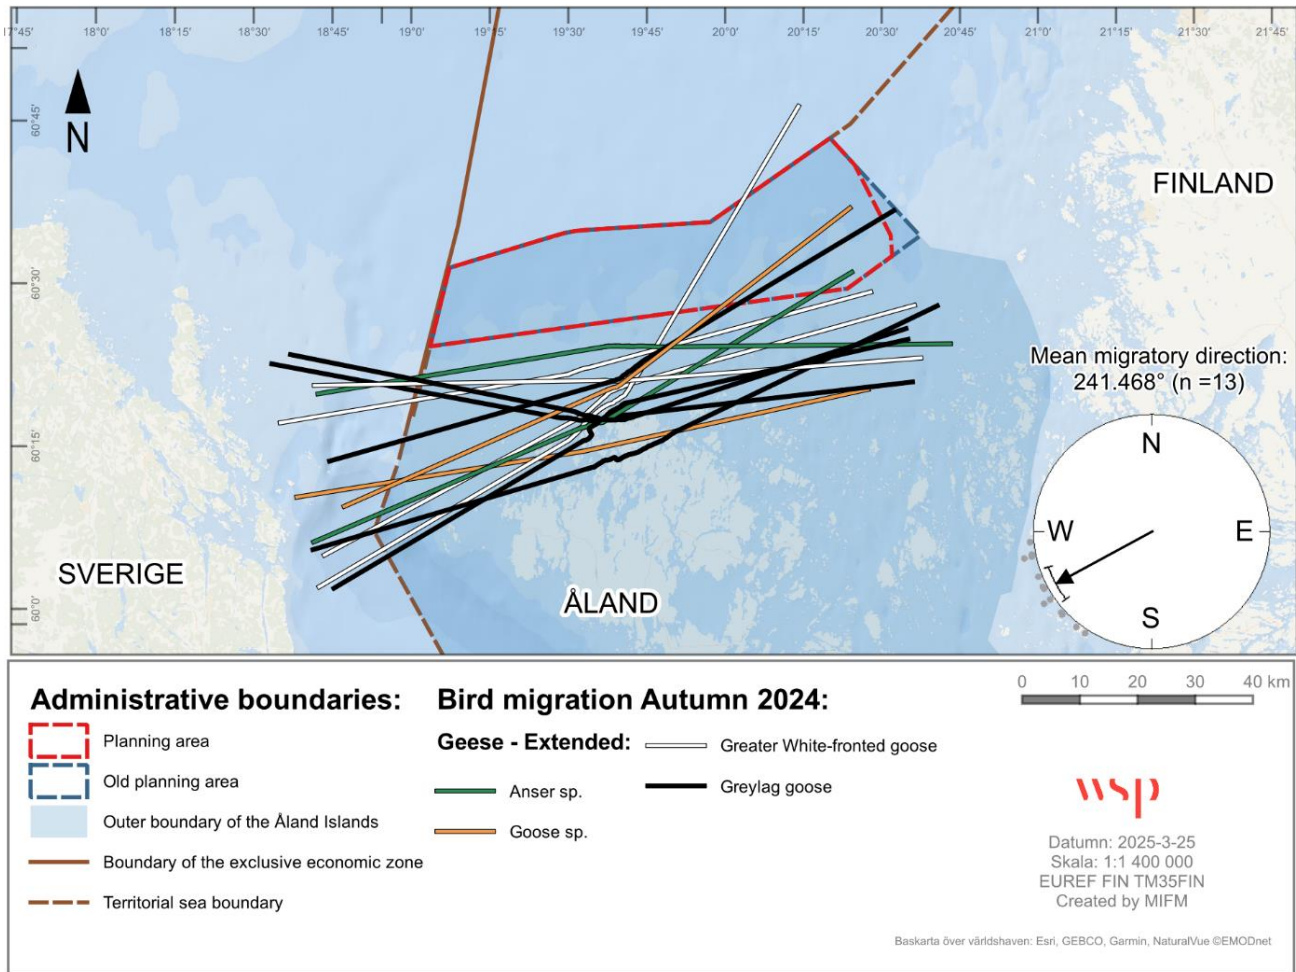 17°45' 18°0' 18°15' 18°30' 18°45' 19°0' 19°15' 19°30' 19°45' 20°0' 20°15' 20°30' 20°45' 21°0' 21°15' 21°30' 21°45'
60°45'
60°30'
60°15'
60°0'
N
FINLAND
SVERIGE
ÅLAND
Mean migratory direction:
241.468° (n =13)
N
W E
S
Administrative boundaries:
Planning area
Old planning area
Outer boundary of the Åland Islands
Boundary of the exclusive economic zone
Territorial sea boundary
Bird migration Autumn 2024:
Geese - Extended:
Anser sp.
Goose sp.
Greater White-fronted goose
Greylag goose
0 10 20 30 40 km
wsp
Datumn: 2025-3-25
Skala: 1:1 400 000
EUREF FIN TM35FIN
Created by MIFM
Baskarta över världshaven: Esri, GEBCO, Garmin, NaturalVue ©EMODnet